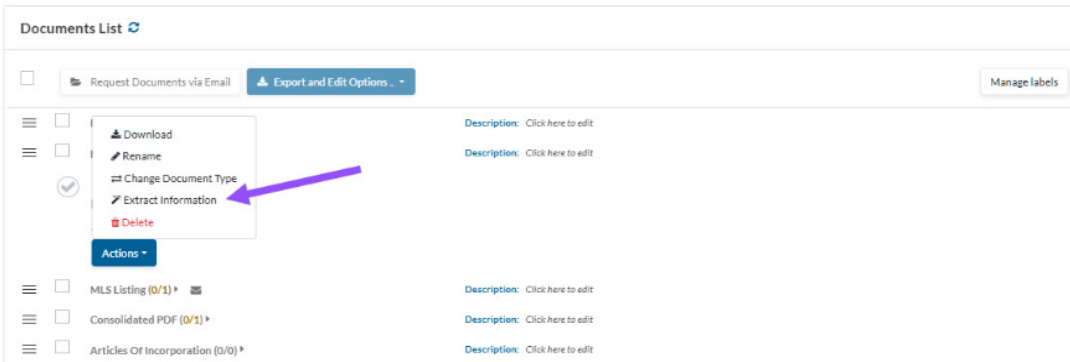 Documents List
Request Documents via Email
Export and Edit Options ..
Manage labels
Description: Click here to edit
Download
Description: Click here to edit
Rename
Change Document Type
Extract Information
Delete
Actions
MLS Listing (0/1)
Description: Click here to edit
Consolidated PDF (0/1)
Description: Click here to edit
Articles Of Incorporation (0/0)
Description: Click here to edit